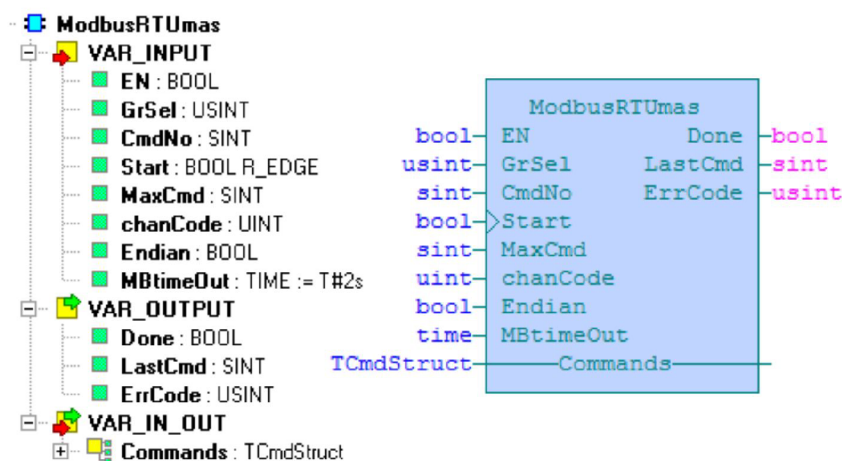 ModbusRTUmas
VAR_INPUT
EN : BOOL
GrSel : USINT
CmdNo : SINT
Start : BOOL R_EDGE
MaxCmd : SINT
chanCode : UINT
Endian : BOOL
MBtimeOut : TIME := T#2s
VAR_OUTPUT
Done : BOOL
LastCmd : SINT
ErrCode : USINT
VAR_IN_OUT
Commands : TCmdStruct
ModbusRTUmas
bool EN Done bool
usint GrSel LastCmd sint
sint CmdNo ErrCode usint
bool Start
sint MaxCmd
uint chanCode
bool Endian
time MBtimeOut
TCmdStruct Commands